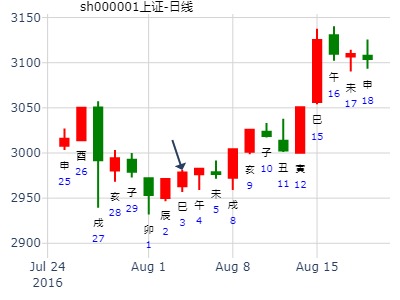 sh000001上证-日线
3150
3100
3050
3000
2950
2900
申
25
酉
26
戌
27
亥
28
子
29
卯
1
辰
2
巳
3
午
4
未
5
戌
8
亥
9
子
10
丑
11
寅
12
巳
15
午
16
未
17
申
18
Jul 24
2016
Aug 1
Aug 8
Aug 15